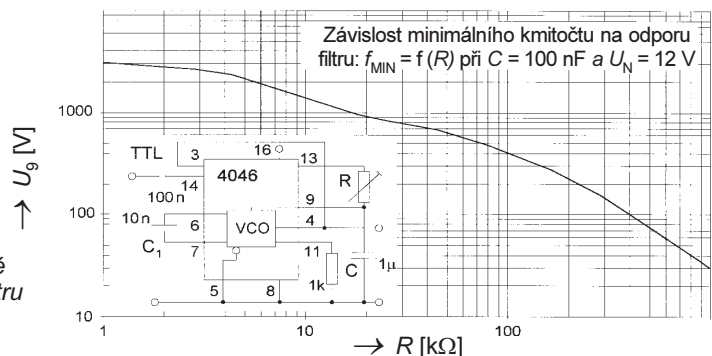 Závislost minimálního kmitočtu na odporu
filtru: fMIN = f (R) při C = 100 nF a UN = 12 V
→ U9 [V]
1000
100
10
TTL
3
16
13
4046
R
14
100n
9
10n
6
4
VCO
C1
7
11
C
1µ
5
8
1k
é
tru
1
10
100
→ R [kΩ]